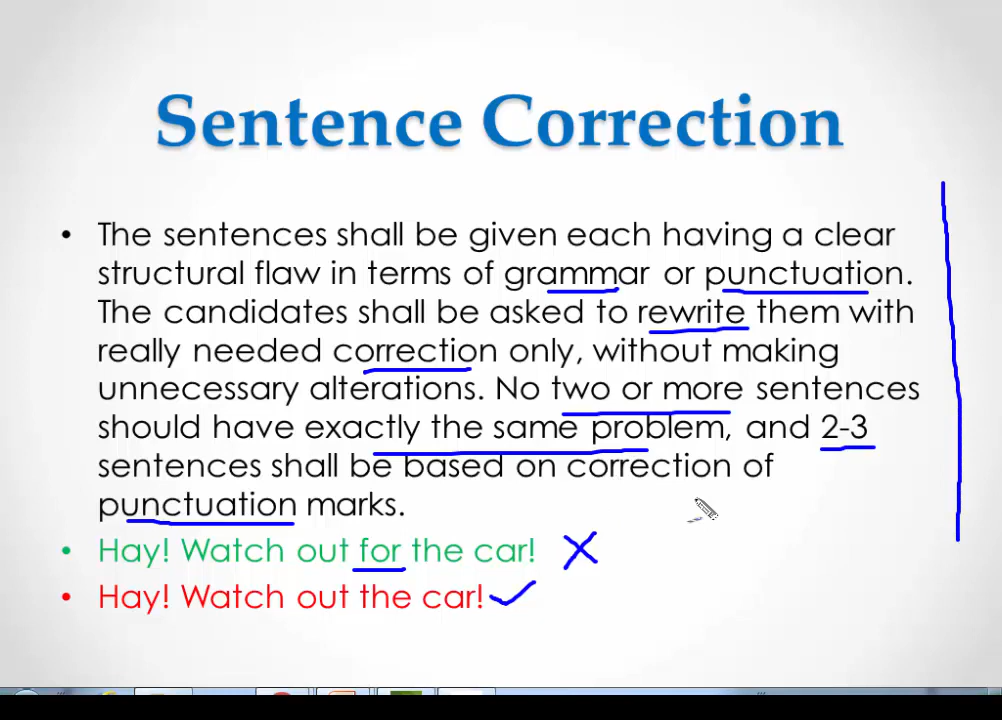 Sentence Correction
• The sentences shall be given each having a clear
structural flaw in terms of grammar or punctuation.
The candidates shall be asked to rewrite them with
really needed correction only, without making
unnecessary alterations. No two or more sentences
should have exactly the same problem, and 2-3
sentences shall be based on correction of
punctuation marks.
• Hay! Watch out for the car!
• Hay! Watch out the car!